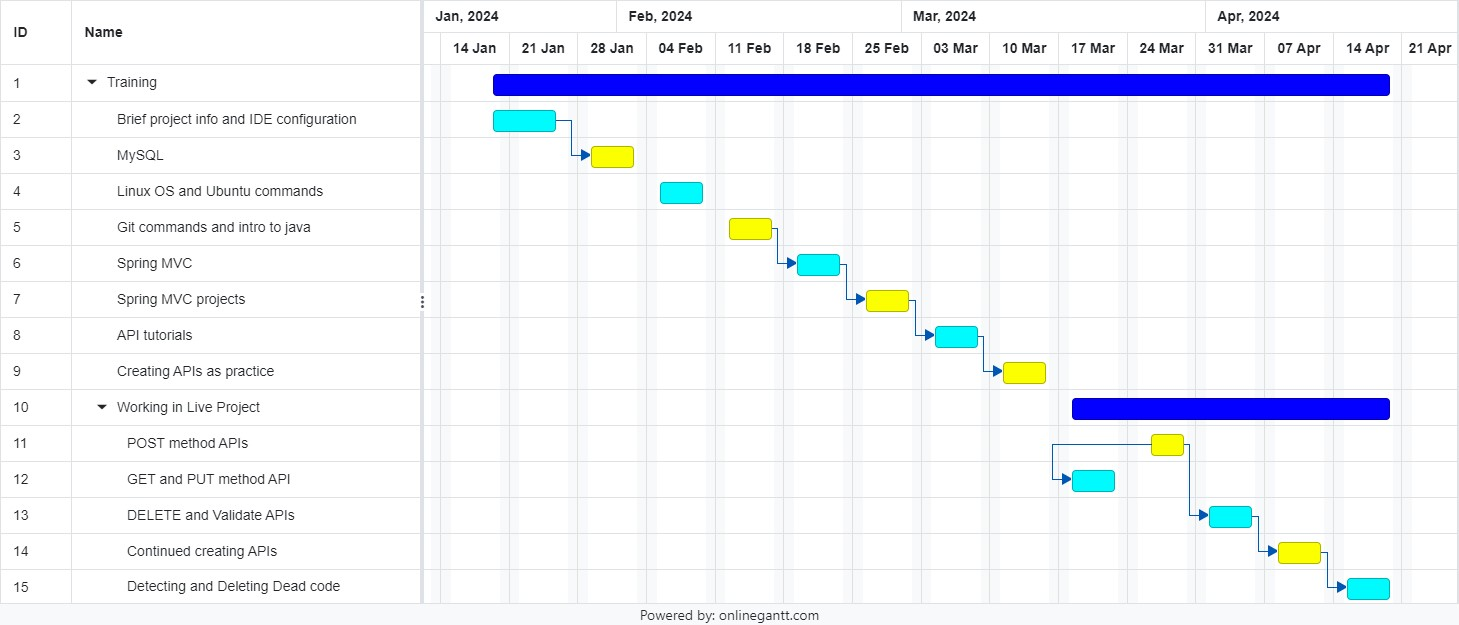 ID Name Jan, 2024 Feb, 2024 Mar, 2024 Apr, 2024
14 Jan 21 Jan 28 Jan 04 Feb 11 Feb 18 Feb 25 Feb 03 Mar 10 Mar 17 Mar 24 Mar 31 Mar 07 Apr 14 Apr 21 Apr
1 Training
2 Brief project info and IDE configuration
3 MySQL
4 Linux OS and Ubuntu commands
5 Git commands and intro to java
6 Spring MVC
7 Spring MVC projects
8 API tutorials
9 Creating APIs as practice
10 Working in Live Project
11 POST method APIs
12 GET and PUT method API
13 DELETE and Validate APIs
14 Continued creating APIs
15 Detecting and Deleting Dead code
Powered by: onlinegantt.com